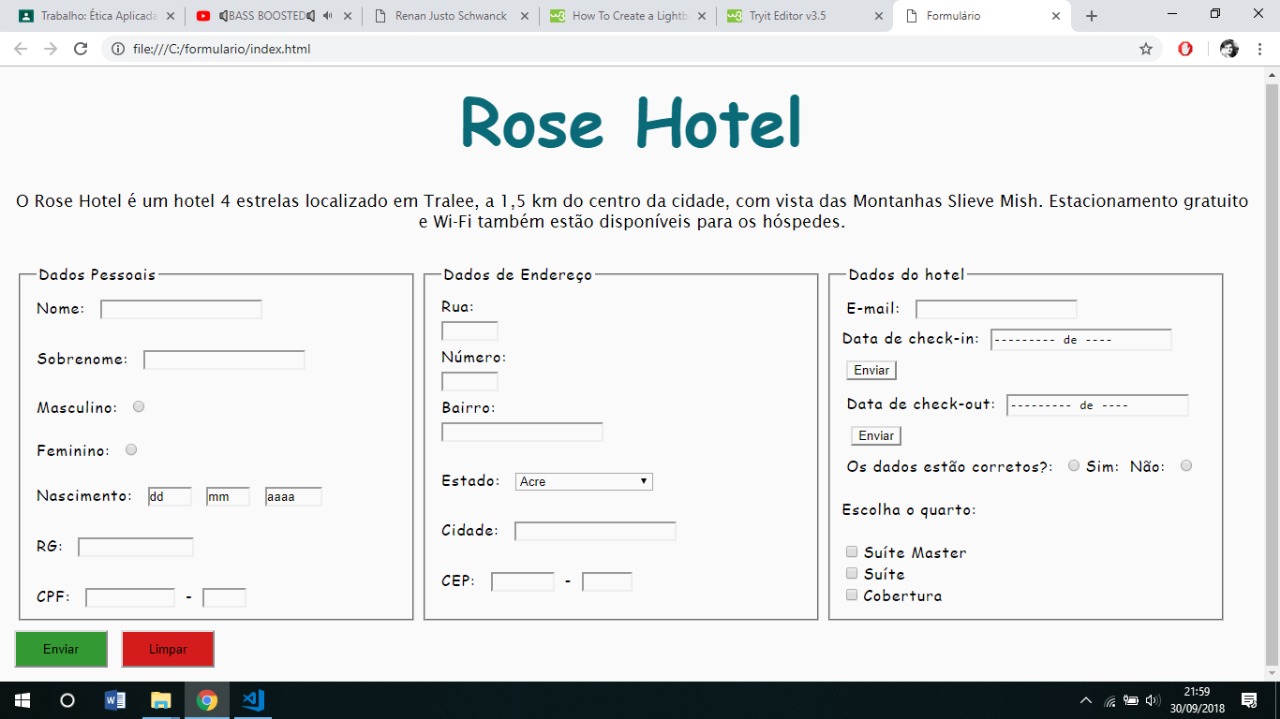 Trabalho: Ética Aplicada
BASS BOOSTED
Renan Justo Schwanck
How To Create a Lightb
Tryit Editor v3.5
Formulário
file:///C:/formulario/index.html
Rose Hotel
O Rose Hotel é um hotel 4 estrelas localizado em Tralee, a 1,5 km do centro da cidade, com vista das Montanhas Slieve Mish. Estacionamento gratuito
e Wi-Fi também estão disponíveis para os hóspedes.
Dados Pessoais
Nome:
Sobrenome:
Masculino:
Feminino:
Nascimento: dd mm aaaa
RG:
CPF: -
Dados de Endereço
Rua:
Número:
Bairro:
Estado: Acre
Cidade:
CEP: -
Dados do hotel
E-mail:
Data de check-in: --------- de ----
Enviar
Data de check-out: --------- de ----
Enviar
Os dados estão corretos?: Sim: Não:
Escolha o quarto:
Suíte Master
Suíte
Cobertura
Enviar Limpar
21:59
30/09/2018